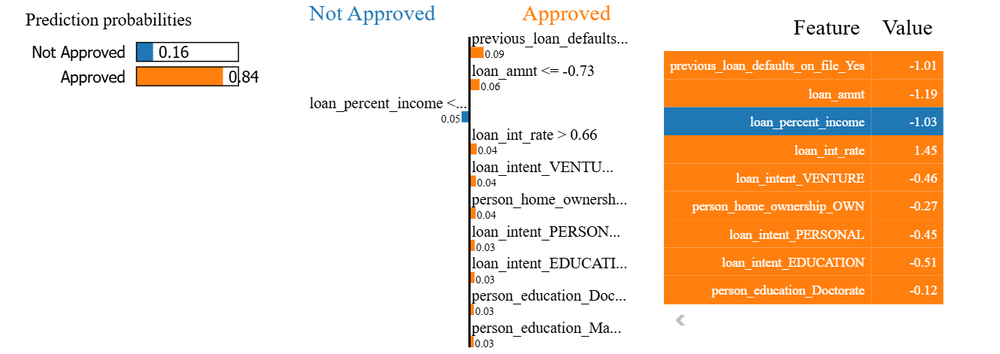 Prediction probabilities
Not Approved 0.16
Approved 0.84
Not Approved Approved
previous_loan_defaults...
0.09
loan_amnt <= -0.73
0.06
loan_percent_income <...
0.05
loan_int_rate > 0.66
0.04
loan_intent_VENTU...
0.04
person_home_ownersh...
0.04
loan_intent_PERSON...
0.03
loan_intent_EDUCATI...
0.03
person_education_Doc...
0.03
person_education_Ma...
0.03
Feature Value
previous_loan_defaults_on_file_Yes -1.01
loan_amnt -1.19
loan_percent_income -1.03
loan_int_rate 1.45
loan_intent_VENTURE -0.46
person_home_ownership_OWN -0.27
loan_intent_PERSONAL -0.45
loan_intent_EDUCATION -0.51
person_education_Doctorate -0.12